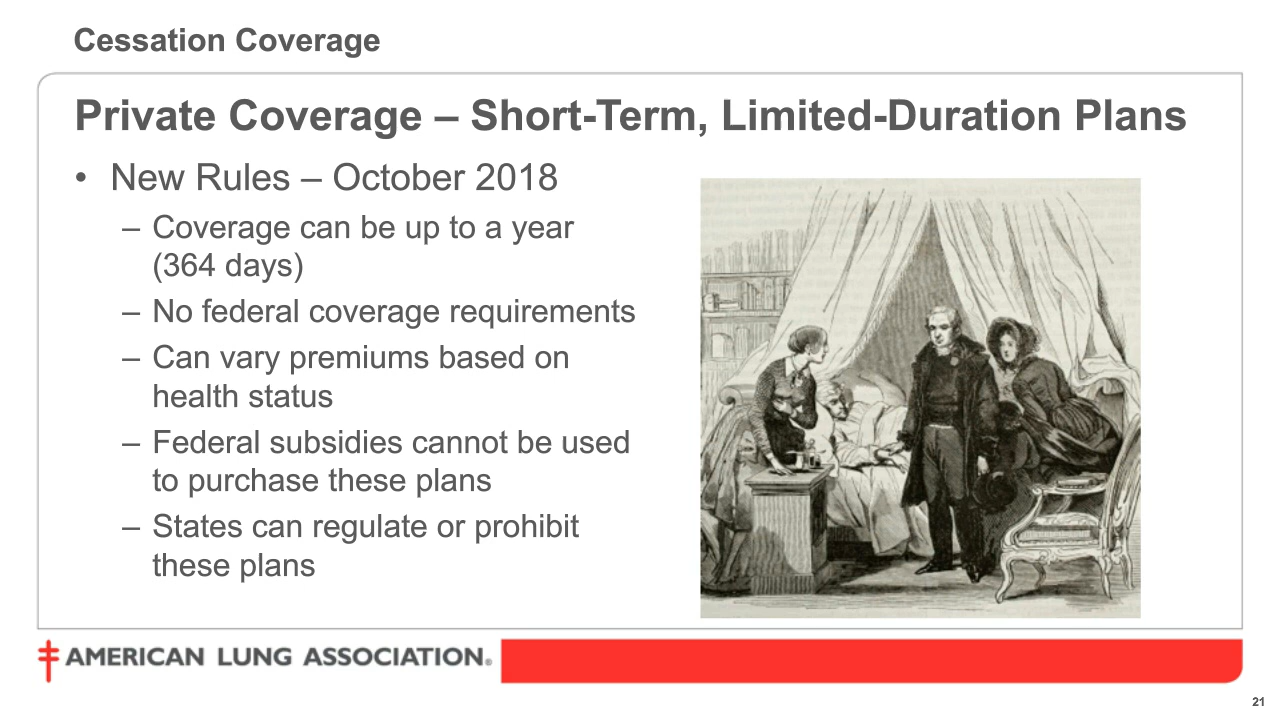 Cessation Coverage
Private Coverage – Short-Term, Limited-Duration Plans
• New Rules – October 2018
– Coverage can be up to a year
(364 days)
– No federal coverage requirements
– Can vary premiums based on
health status
– Federal subsidies cannot be used
to purchase these plans
– States can regulate or prohibit
these plans
AMERICAN LUNG ASSOCIATION®
21